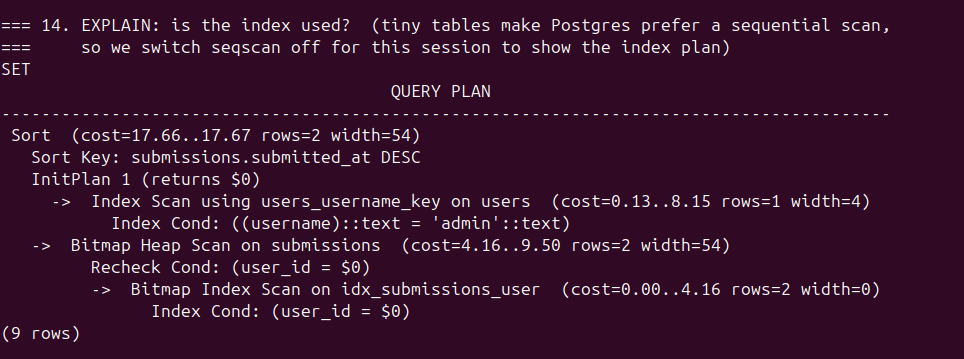 === 14. EXPLAIN: is the index used?  (tiny tables make Postgres prefer a sequential scan,
===     so we switch seqscan off for this session to show the index plan)
SET
                                       QUERY PLAN
-----------------------------------------------------------------------------------------
 Sort  (cost=17.66..17.67 rows=2 width=54)
   Sort Key: submissions.submitted_at DESC
   InitPlan 1 (returns $0)
     ->  Index Scan using users_username_key on users  (cost=0.13..8.15 rows=1 width=4)
           Index Cond: ((username)::text = 'admin'::text)
   ->  Bitmap Heap Scan on submissions  (cost=4.16..9.50 rows=2 width=54)
         Recheck Cond: (user_id = $0)
         ->  Bitmap Index Scan on idx_submissions_user  (cost=0.00..4.16 rows=2 width=0)
               Index Cond: (user_id = $0)
(9 rows)